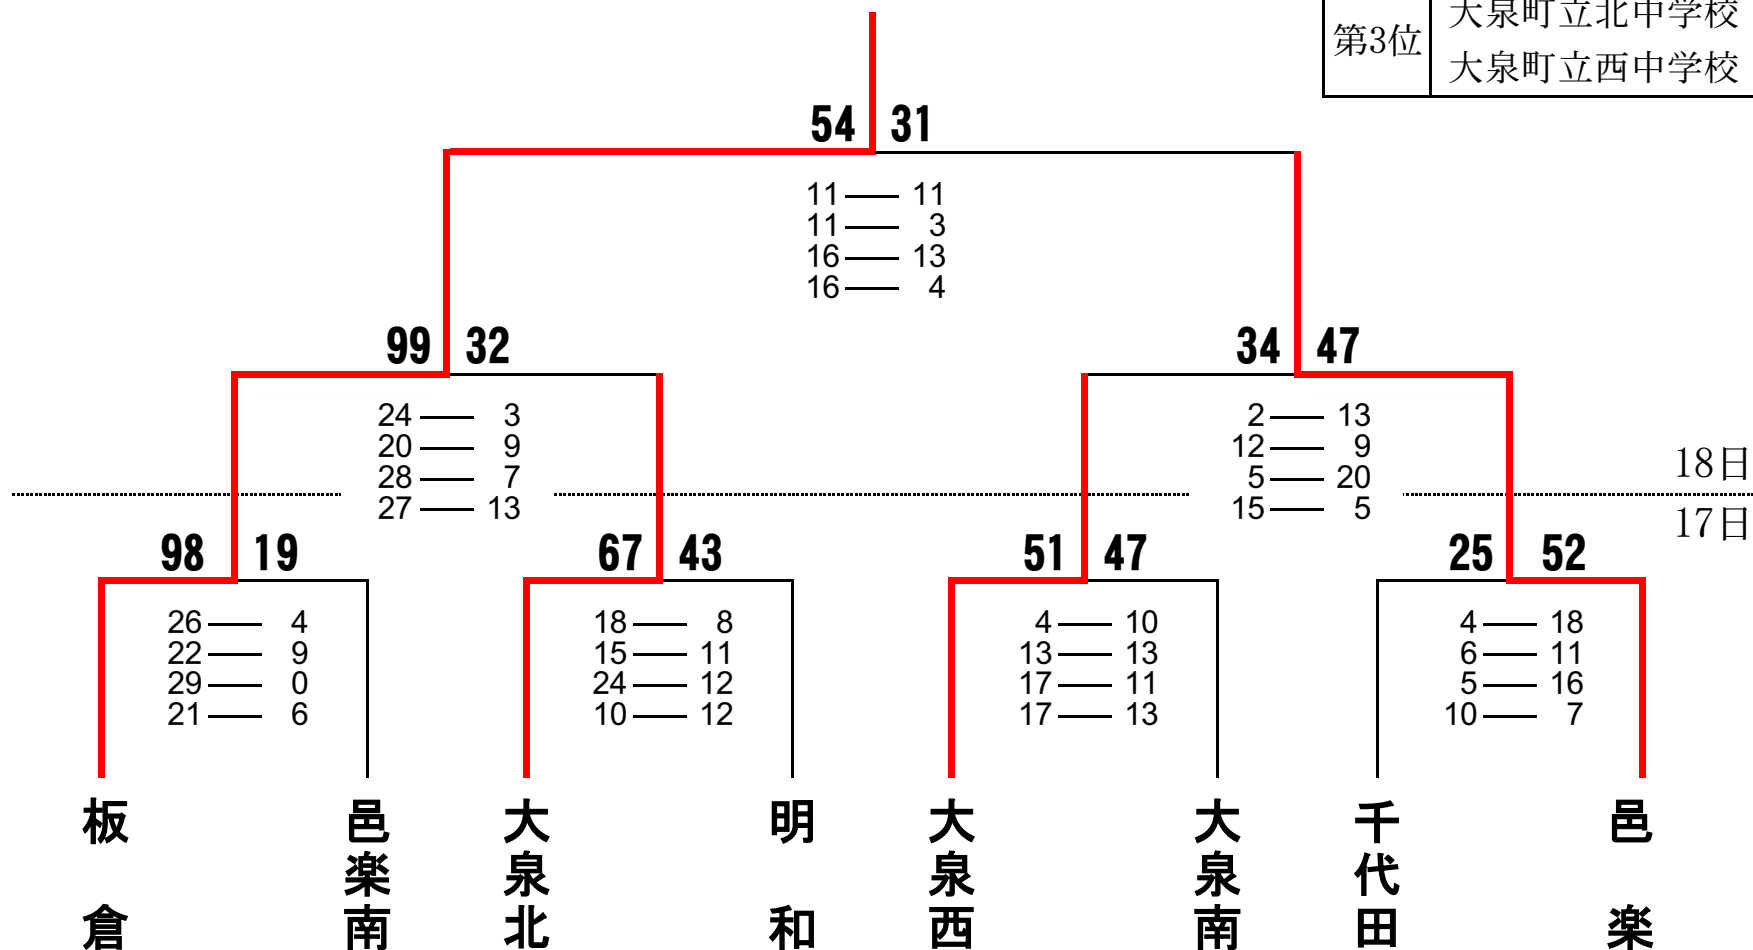 大泉町立北中学校
第3位
大泉町立西中学校
54 31
11 11
11 3
16 13
16 4
99 32 34 47
24 3 2 13
20 9 12 9
28 7 5 20
27 13 15 5
18日
17日
98 19 67 43 51 47 25 52
26 4 18 8 4 10 4 18
22 9 15 11 13 13 6 11
29 0 24 12 17 11 5 16
21 6 10 12 17 13 10 7
板倉
邑楽南
大泉北
明和
大泉西
大泉南
千代田
邑楽